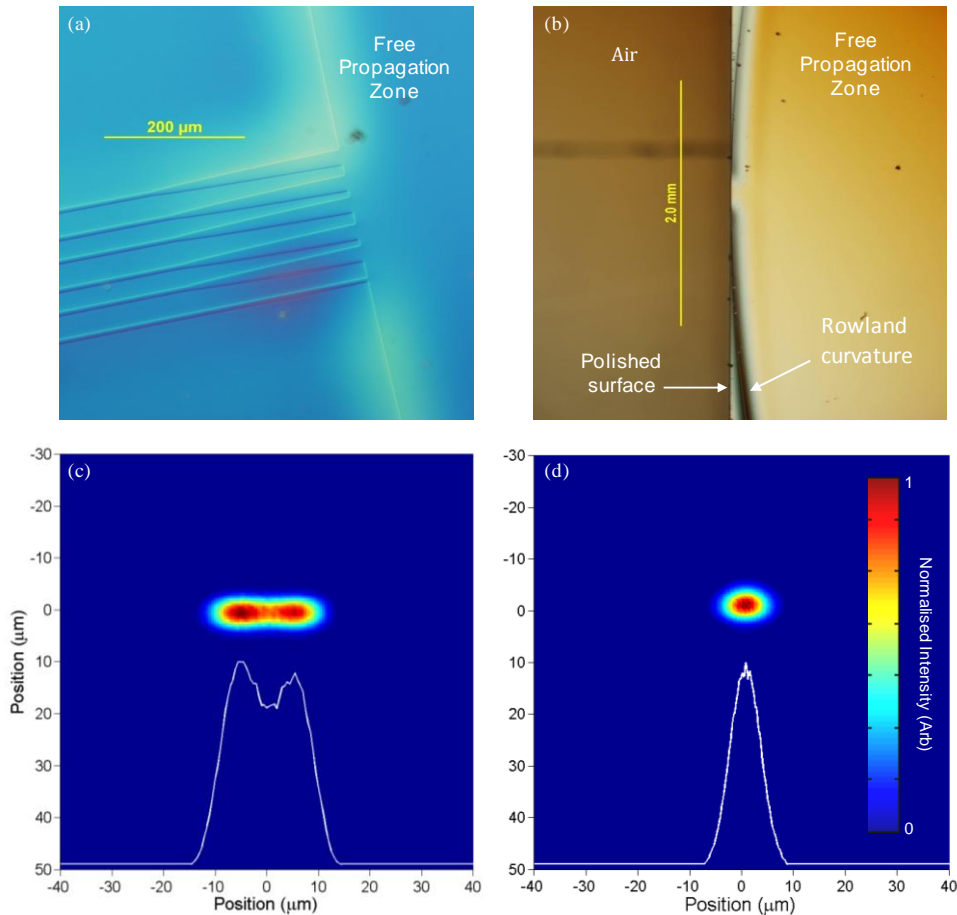 (a)
Free
Propagation
Zone
200 µm
(b)
Air
Free
Propagation
Zone
2.0 mm
Rowland
curvature
Polished
surface
(c)
-30
-20
-10
0
10
20
30
40
50
-40
-30
-20
-10
0
10
20
30
40
Position (µm)
Position (µm)
(d)
-30
-20
-10
0
10
20
30
40
50
-40
-30
-20
-10
0
10
20
30
40
Position (µm)
1
0
Normalised Intensity (Arb)